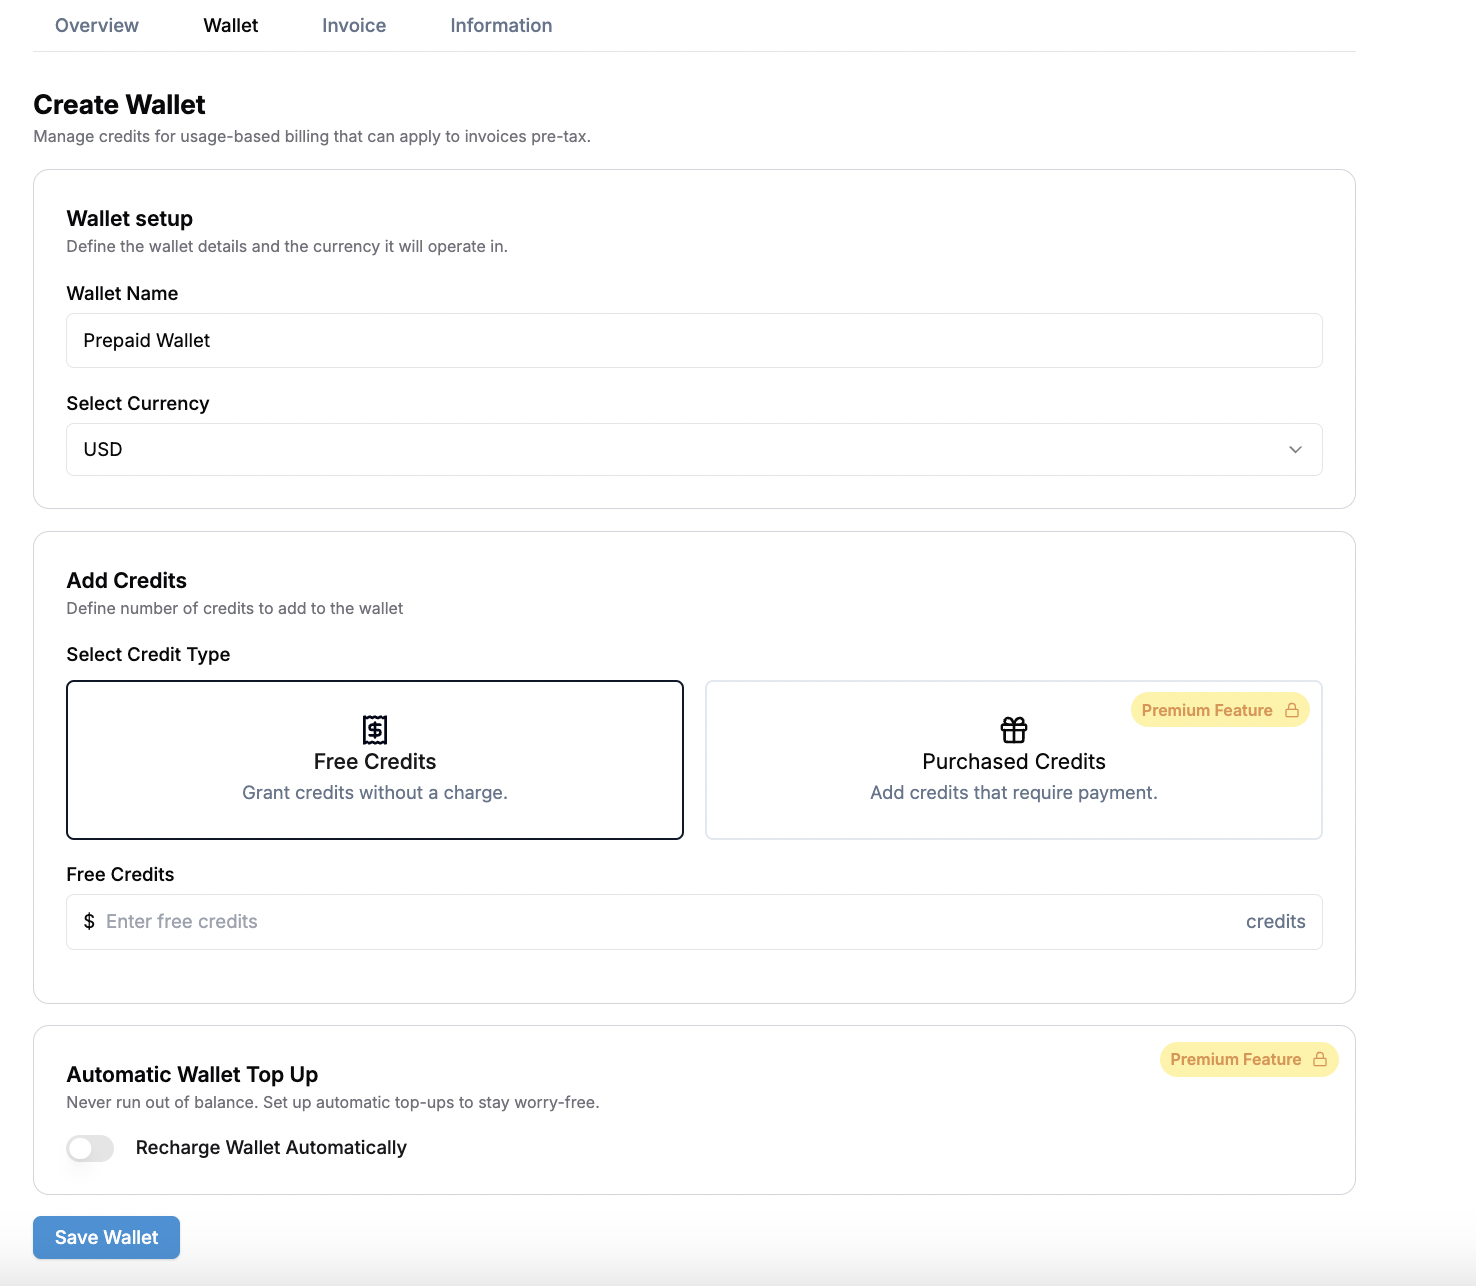 Overview Wallet Invoice Information
Create Wallet
Manage credits for usage-based billing that can apply to invoices pre-tax.
Wallet setup
Define the wallet details and the currency it will operate in.
Wallet Name
Prepaid Wallet
Select Currency
USD
Add Credits
Define number of credits to add to the wallet
Select Credit Type
Free Credits
Grant credits without a charge.
Premium Feature
Purchased Credits
Add credits that require payment.
Free Credits
$ Enter free credits credits
Premium Feature
Automatic Wallet Top Up
Never run out of balance. Set up automatic top-ups to stay worry-free.
Recharge Wallet Automatically
Save Wallet